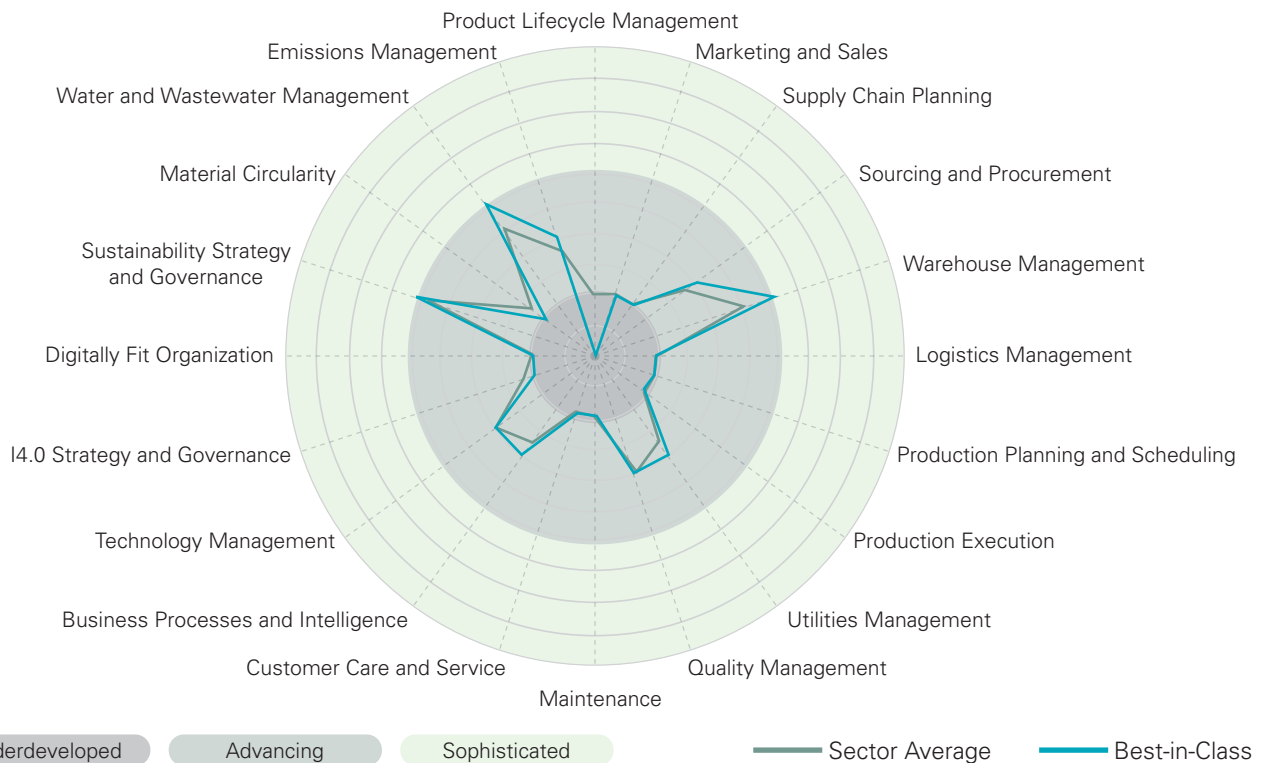 Product Lifecycle Management
Emissions Management
Marketing and Sales
Water and Wastewater Management
Supply Chain Planning
Material Circularity
Sourcing and Procurement
Sustainability Strategy
and Governance
Warehouse Management
Digitally Fit Organization
Logistics Management
I4.0 Strategy and Governance
Production Planning and Scheduling
Technology Management
Production Execution
Business Processes and Intelligence
Utilities Management
Customer Care and Service
Quality Management
Maintenance
derdeveloped
Advancing
Sophisticated
Sector Average
Best-in-Class